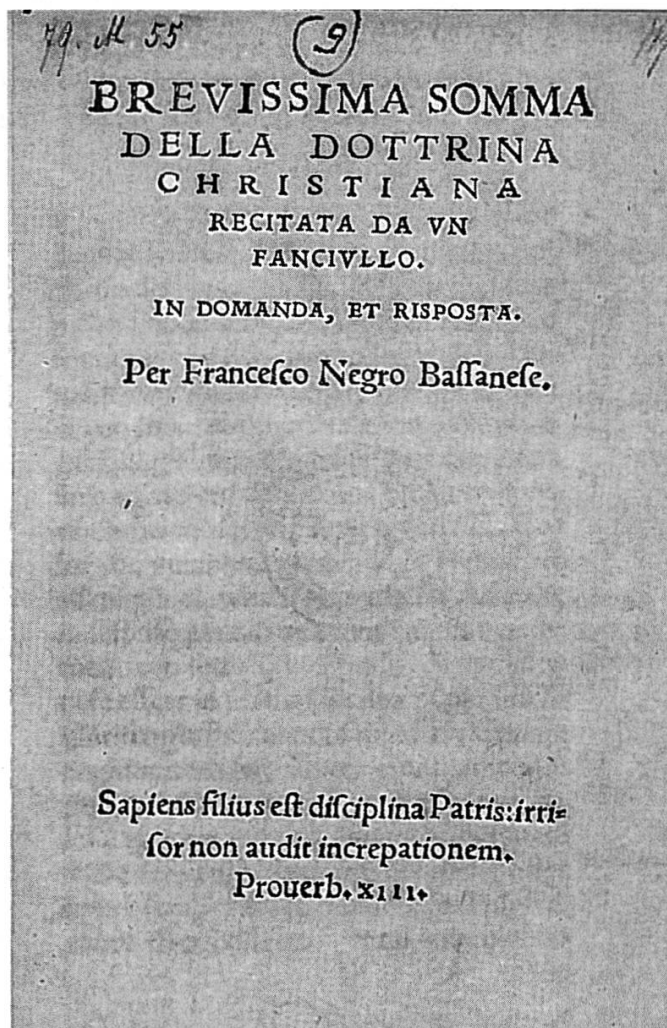 79. M 55 9
BREVISSIMA SOMMA
DELLA DOTTRINA
CHRISTIANA
RECITATA DA VN
FANCIVLLO.
IN DOMANDA, ET RISPOSTA.
Per Franceſco Negro Baſſaneſe.
Sapiens filius eſt diſciplina Patris:irri=
ſor non audit increpationem.
Prouerb. XIII.